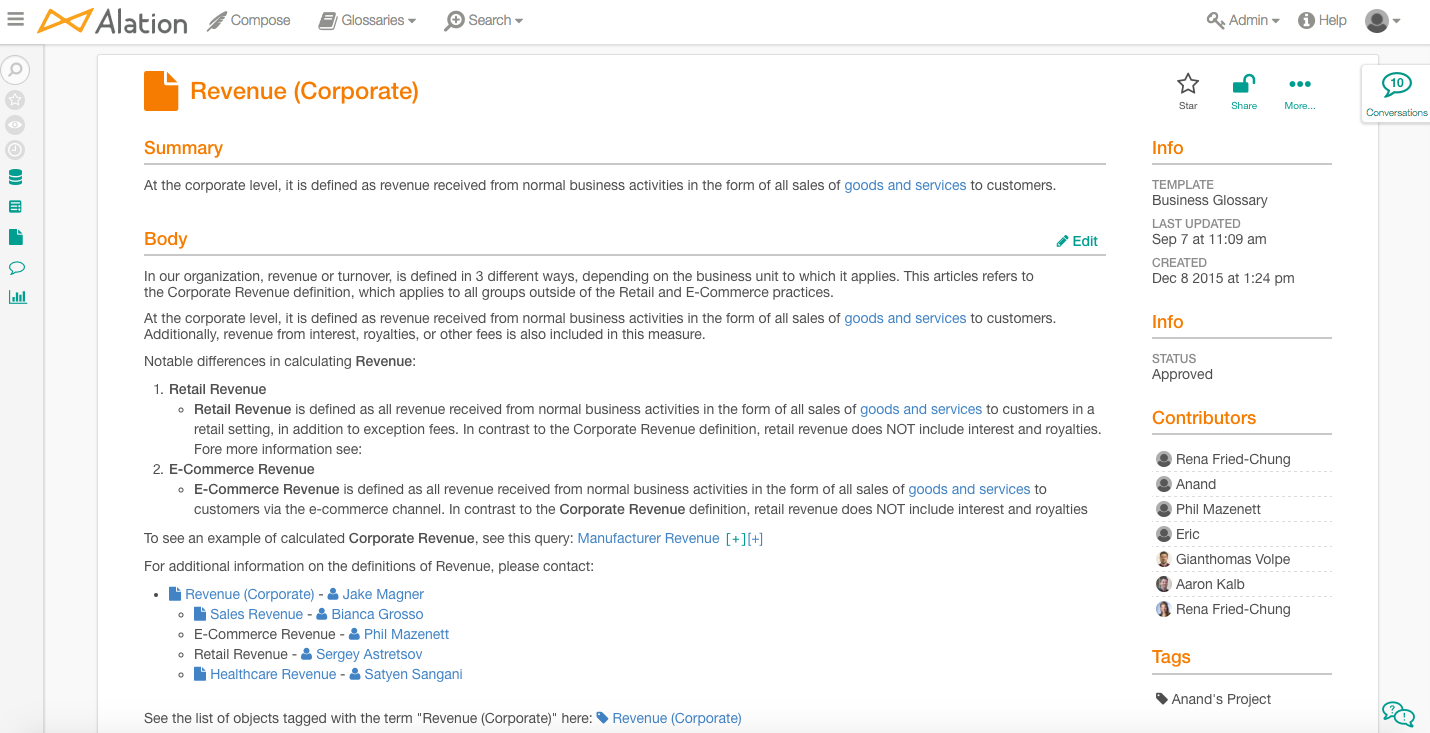 Alation
Compose
Glossaries
Search
Admin
Help
Revenue (Corporate)
Star
Share
More...
10
Conversations
Summary
At the corporate level, it is defined as revenue received from normal business activities in the form of all sales of goods and services to customers.
Body
Edit
In our organization, revenue or turnover, is defined in 3 different ways, depending on the business unit to which it applies. This articles refers to
the Corporate Revenue definition, which applies to all groups outside of the Retail and E-Commerce practices.
At the corporate level, it is defined as revenue received from normal business activities in the form of all sales of goods and services to customers.
Additionally, revenue from interest, royalties, or other fees is also included in this measure.
Notable differences in calculating Revenue:
1. Retail Revenue
Retail Revenue is defined as all revenue received from normal business activities in the form of all sales of goods and services to customers in a
retail setting, in addition to exception fees. In contrast to the Corporate Revenue definition, retail revenue does NOT include interest and royalties.
Fore more information see:
2. E-Commerce Revenue
E-Commerce Revenue is defined as all revenue received from normal business activities in the form of all sales of goods and services to
customers via the e-commerce channel. In contrast to the Corporate Revenue definition, retail revenue does NOT include interest and royalties
To see an example of calculated Corporate Revenue, see this query: Manufacturer Revenue [+][+]
For additional information on the definitions of Revenue, please contact:
Revenue (Corporate) - Jake Magner
Sales Revenue - Bianca Grosso
E-Commerce Revenue - Phil Mazenett
Retail Revenue - Sergey Astretsov
Healthcare Revenue - Satyen Sangani
See the list of objects tagged with the term "Revenue (Corporate)" here: Revenue (Corporate)
Info
TEMPLATE
Business Glossary
LAST UPDATED
Sep 7 at 11:09 am
CREATED
Dec 8 2015 at 1:24 pm
Info
STATUS
Approved
Contributors
Rena Fried-Chung
Anand
Phil Mazenett
Eric
Gianthomas Volpe
Aaron Kalb
Rena Fried-Chung
Tags
Anand's Project